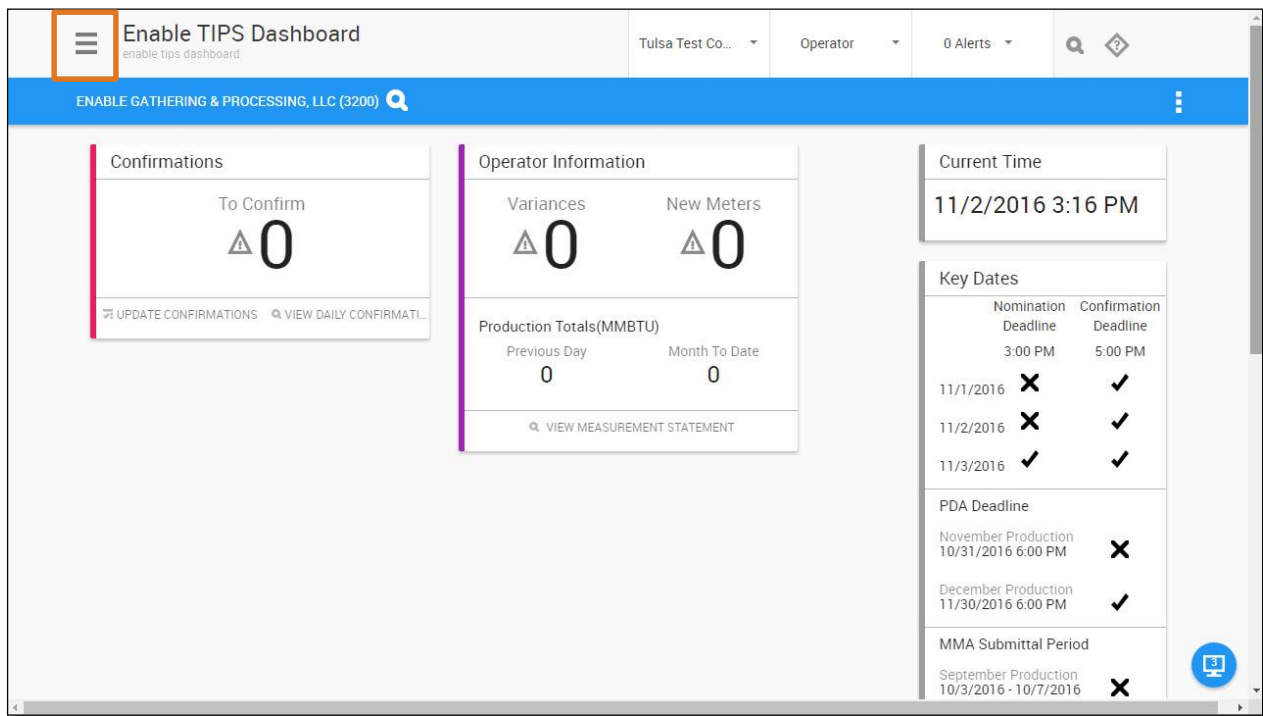 Enable TIPS Dashboard
enable tips dashboard
Tulsa Test Co... Operator 0 Alerts
ENABLE GATHERING & PROCESSING, LLC (3200)
Confirmations
To Confirm
0
UPDATE CONFIRMATIONS VIEW DAILY CONFIRMATI...
Operator Information
Variances New Meters
0 0
Production Totals(MMBTU)
Previous Day Month To Date
0 0
VIEW MEASUREMENT STATEMENT
Current Time
11/2/2016 3:16 PM
Key Dates
Nomination Confirmation
Deadline Deadline
3:00 PM 5:00 PM
11/1/2016
11/2/2016
11/3/2016
PDA Deadline
November Production
10/31/2016 6:00 PM
December Production
11/30/2016 6:00 PM
MMA Submittal Period
September Production
10/3/2016 - 10/7/2016
3